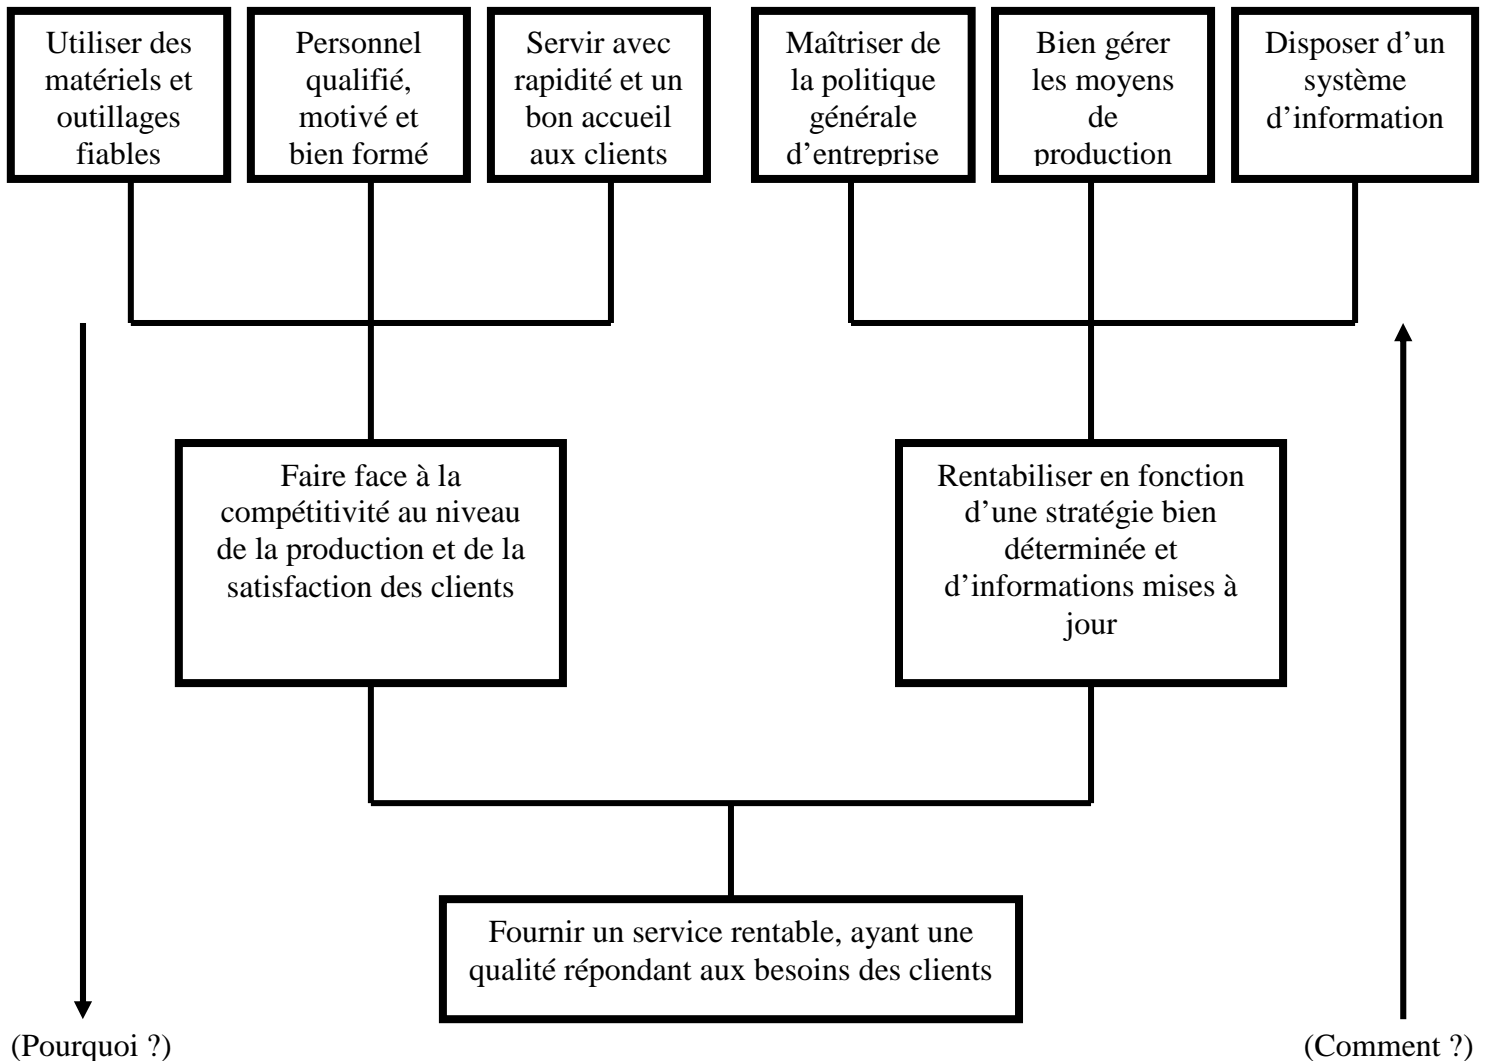 Utiliser des
matériels et
outillages
fiables
Personnel
qualifié,
motivé et
bien formé
Servir avec
rapidité et un
bon accueil
aux clients
Maîtriser de
la politique
générale
d’entreprise
Bien gérer
les moyens
de
production
Disposer d’un
système
d’information
Faire face à la
compétitivité au niveau
de la production et de la
satisfaction des clients
Rentabiliser en fonction
d’une stratégie bien
déterminée et
d’informations mises à
jour
Fournir un service rentable, ayant une
qualité répondant aux besoins des clients
(Pourquoi ?)
(Comment ?)